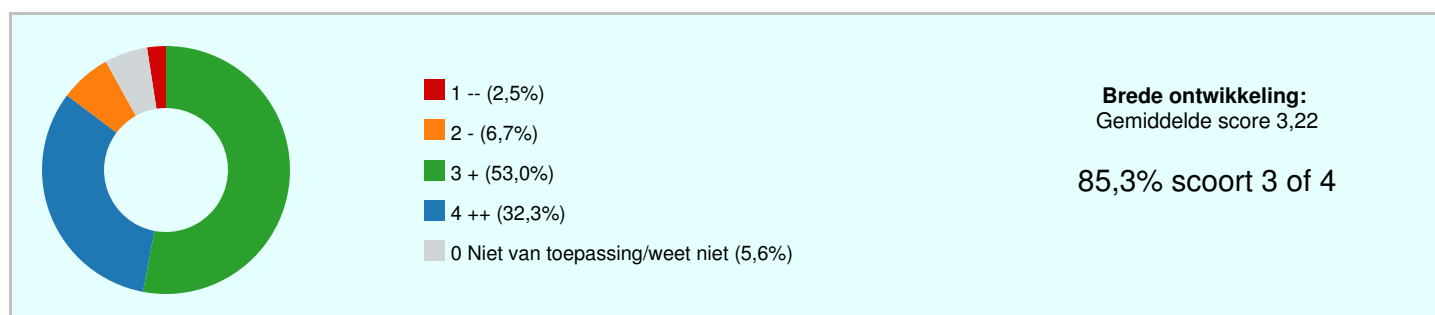 1 -- (2,5%)
2 - (6,7%)
3 + (53,0%)
4 ++ (32,3%)
0 Niet van toepassing/weet niet (5,6%)
Brede ontwikkeling:
Gemiddelde score 3,22
85,3% scoort 3 of 4